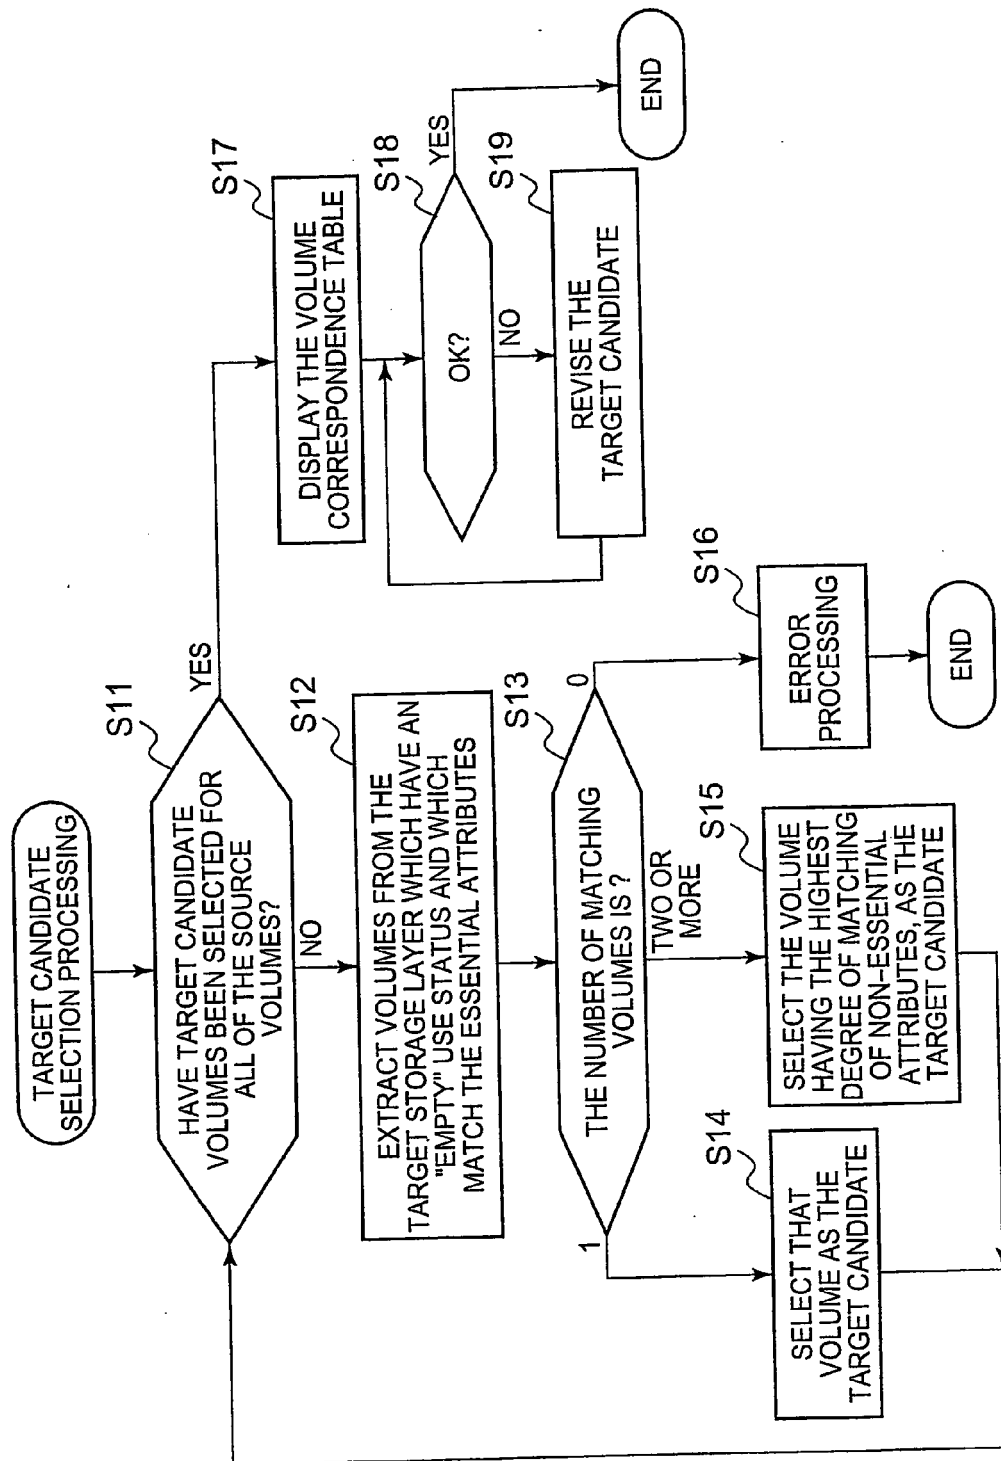 TARGET CANDIDATE
SELECTION PROCESSING
S11
HAVE TARGET CANDIDATE
VOLUMES BEEN SELECTED FOR
ALL OF THE SOURCE
VOLUMES?
YES
NO
S12
EXTRACT VOLUMES FROM THE
TARGET STORAGE LAYER WHICH HAVE AN
"EMPTY" USE STATUS AND WHICH
MATCH THE ESSENTIAL ATTRIBUTES
S13
THE NUMBER OF MATCHING
VOLUMES IS ?
1
TWO OR
MORE
0
S14
SELECT THAT
VOLUME AS THE
TARGET CANDIDATE
S15
SELECT THE VOLUME
HAVING THE HIGHEST
DEGREE OF MATCHING
OF NON-ESSENTIAL
ATTRIBUTES, AS THE
TARGET CANDIDATE
S16
ERROR
PROCESSING
END
S17
DISPLAY THE VOLUME
CORRESPONDENCE TABLE
S18
OK?
YES
NO
S19
REVISE THE
TARGET CANDIDATE
END